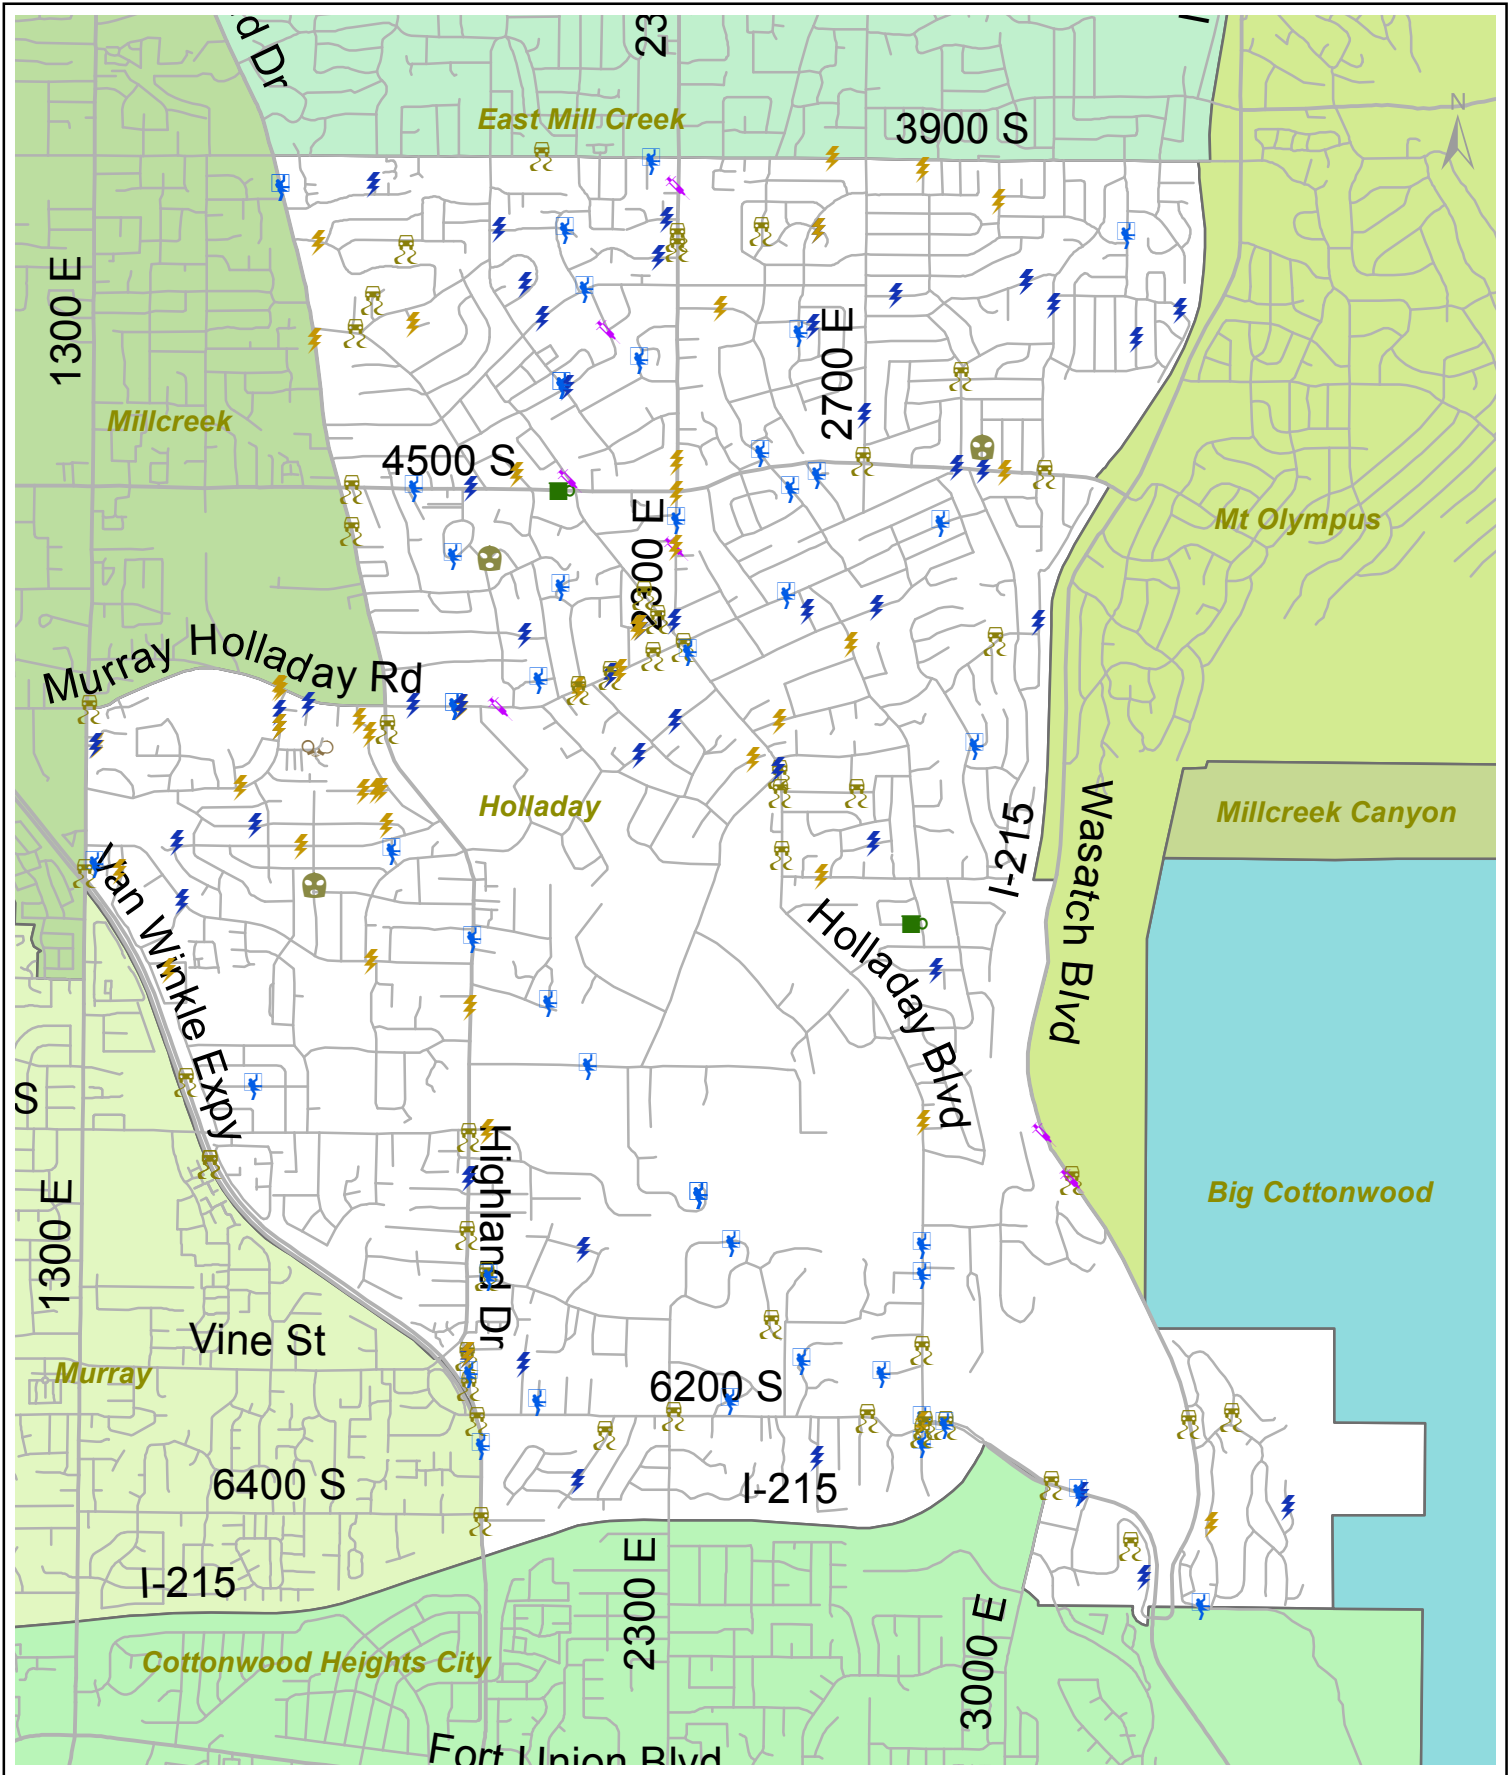 d Dr
23
East Mill Creek
3900 S
N
1300 E
2700 E
Millcreek
4500 S
2300 E
Mt Olympus
Murray Holladay Rd
Holladay
Millcreek Canyon
I-215
Wasatch Blvd
Van Winkle Expy
Holladay Blvd
S
Highland Dr
1300 E
Big Cottonwood
Vine St
Murray
6200 S
6400 S
I-215
I-215
2300 E
3000 E
Cottonwood Heights City
Fort Union Blvd